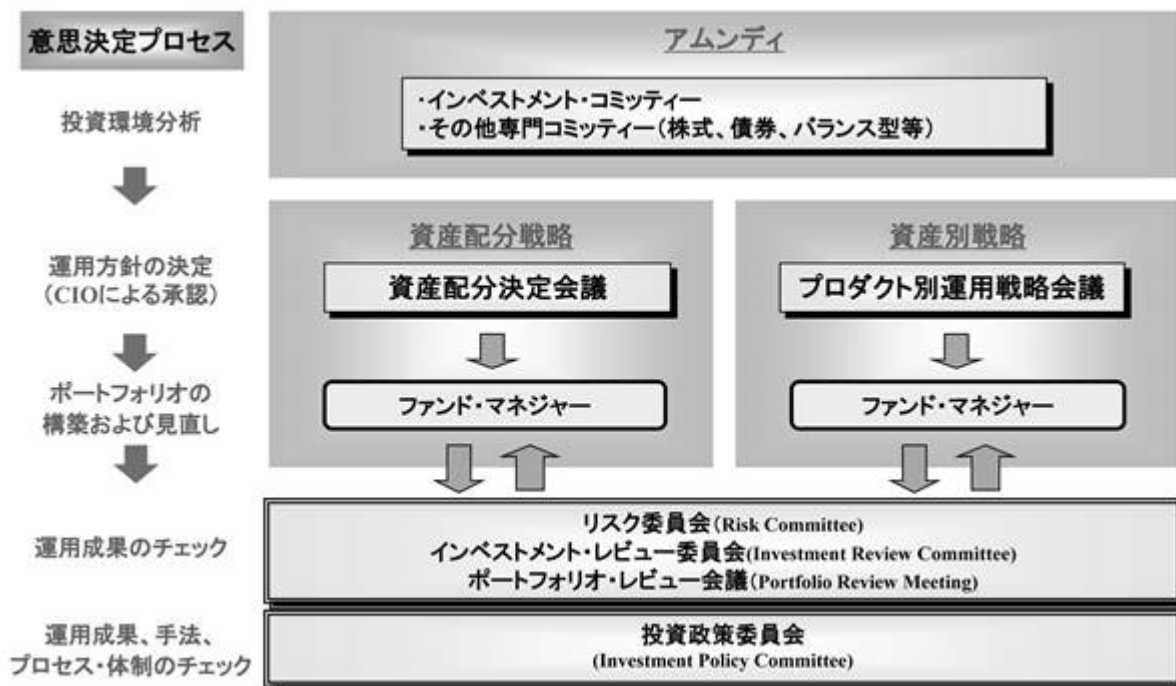 意思決定プロセス
アムンディ
投資環境分析
・インベストメント・コミッティー
・その他専門コミッティー(株式、債券、バランス型等)
運用方針の決定
(CIOによる承認)
資産配分戦略
資産配分決定会議
資産別戦略
プロダクト別運用戦略会議
ポートフォリオの
構築および見直し
ファンド・マネジャー
ファンド・マネジャー
運用成果のチェック
リスク委員会(Risk Committee)
インベストメント・レビュー委員会(Investment Review Committee)
ポートフォリオ・レビュー会議(Portfolio Review Meeting)
運用成果、手法、
プロセス・体制のチェック
投資政策委員会
(Investment Policy Committee)